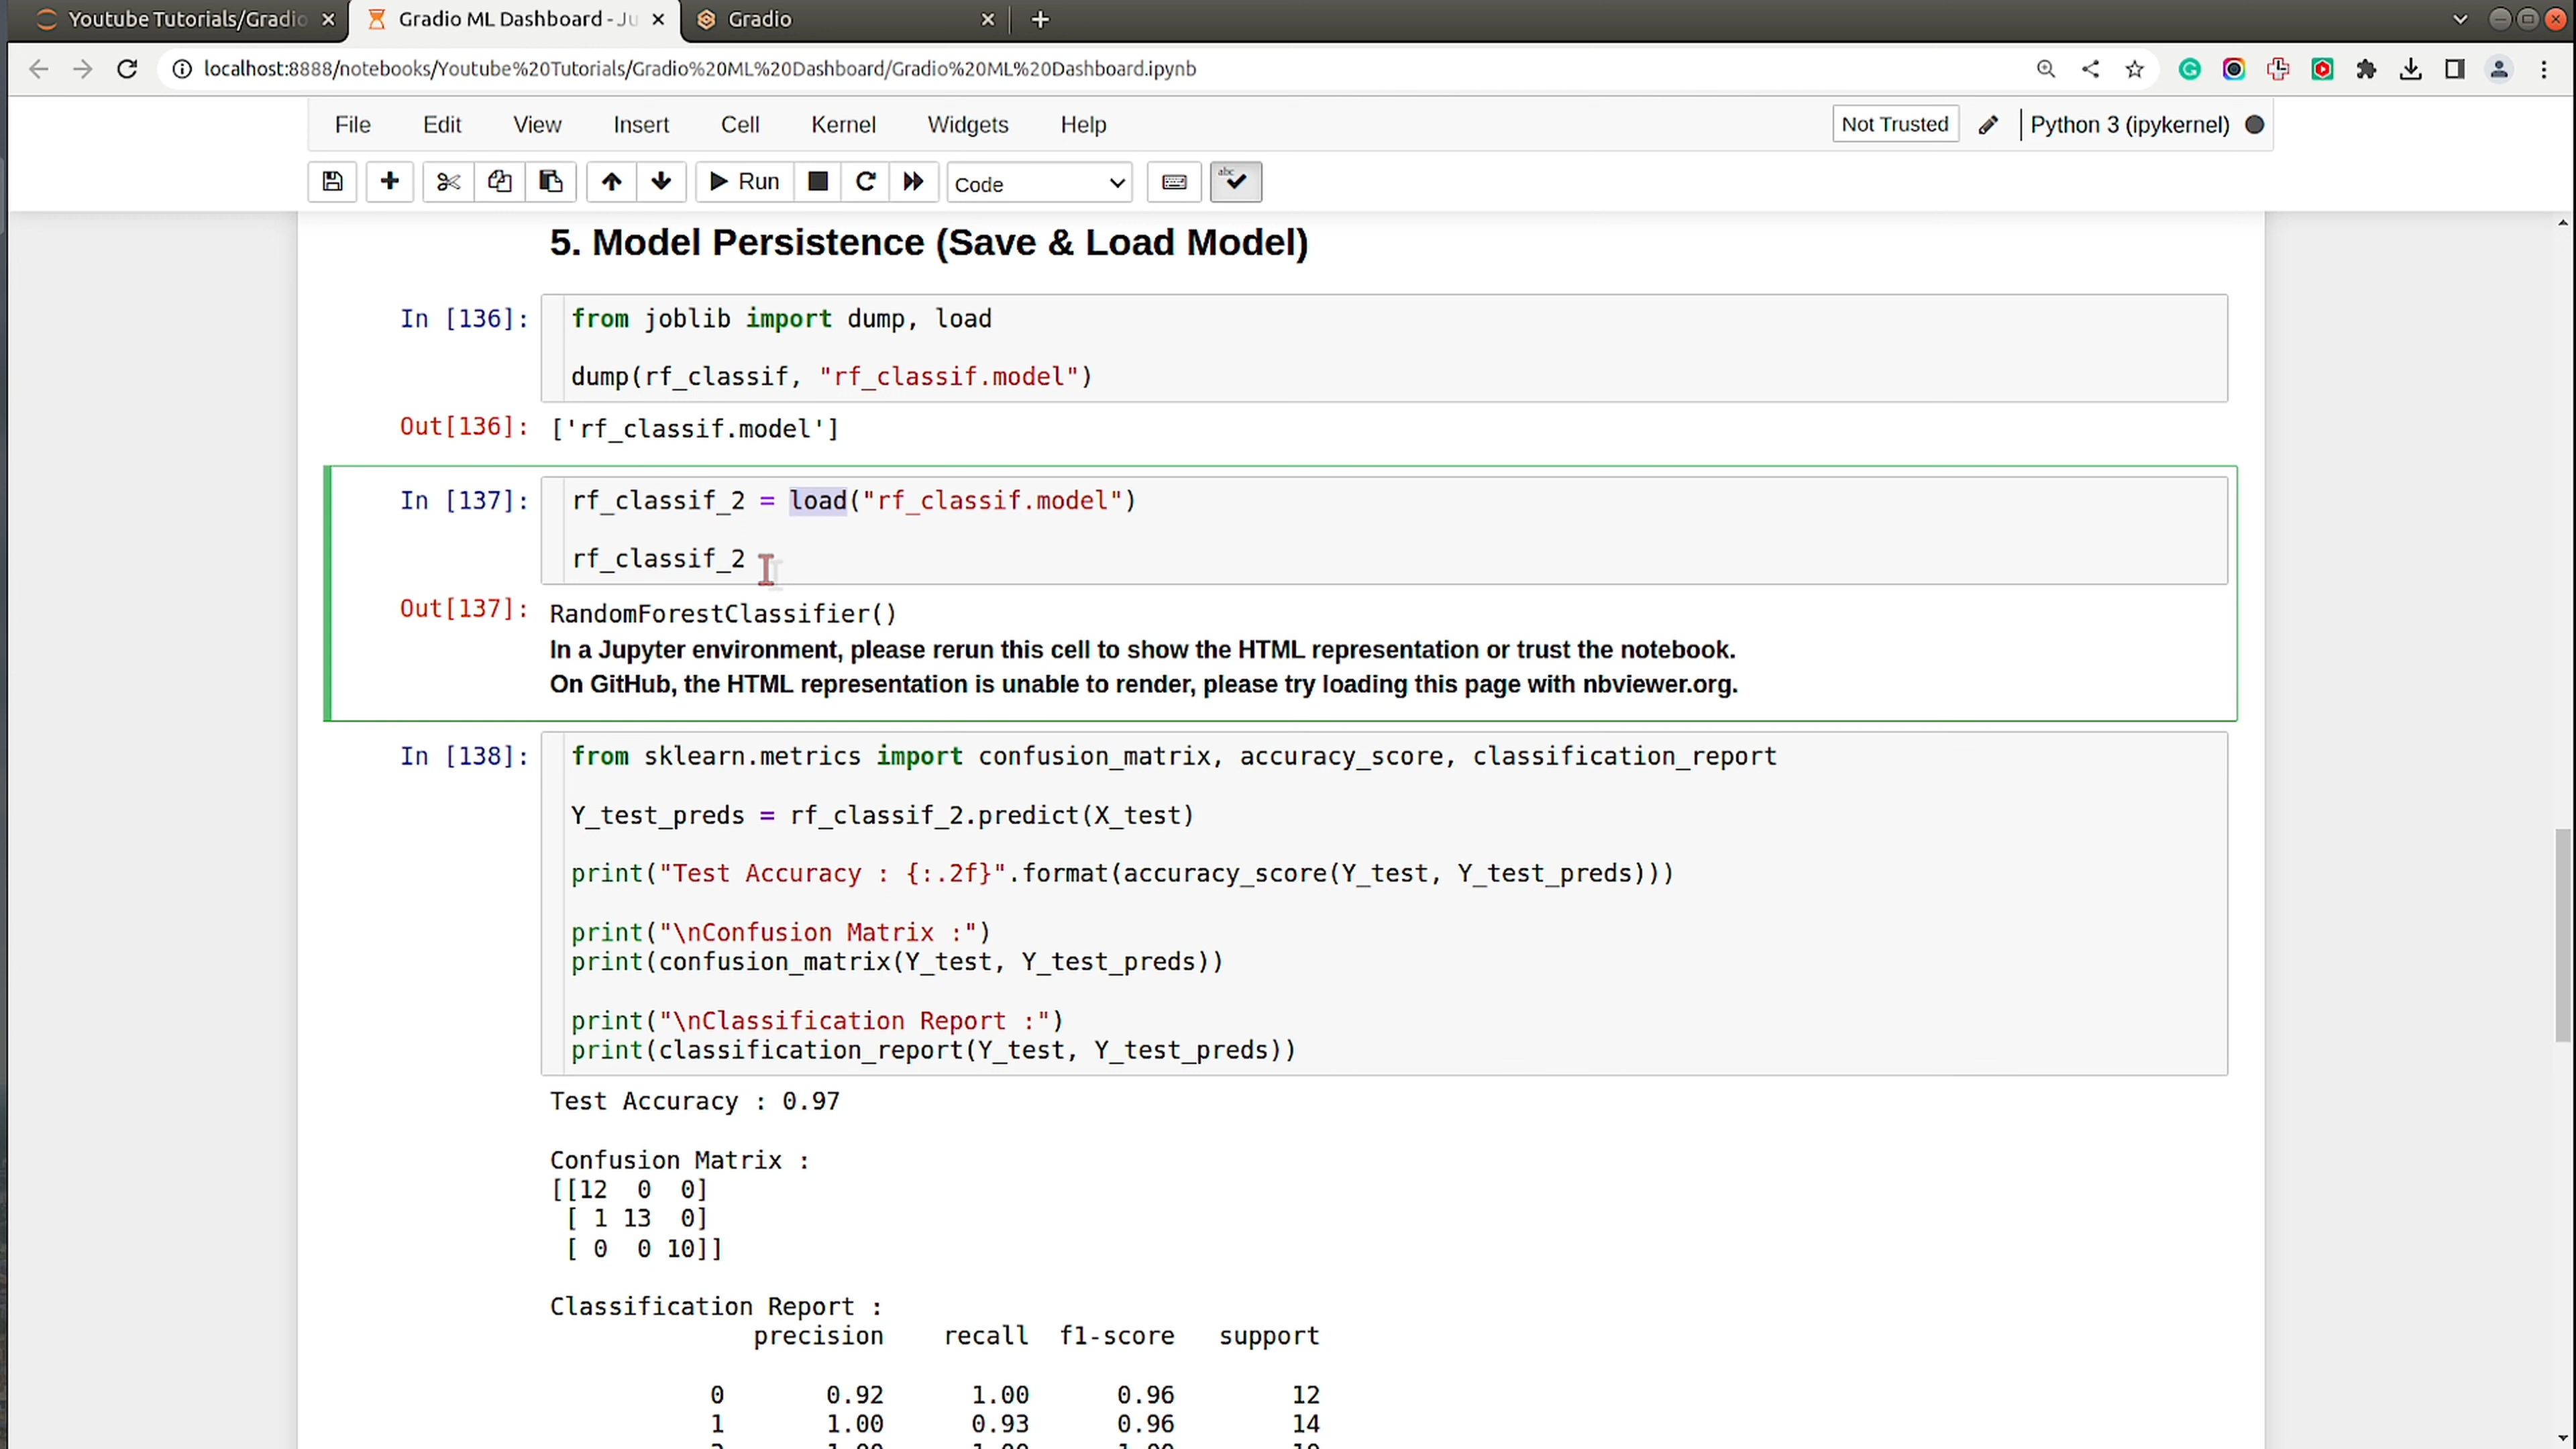 Youtube Tutorials/Gradio
Gradio ML Dashboard - Ju
Gradio
localhost:8888/notebooks/Youtube%20Tutorials/Gradio%20ML%20Dashboard/Gradio%20ML%20Dashboard.ipynb
File Edit View Insert Cell Kernel Widgets Help
Not Trusted
Python 3 (ipykernel)
Run
Code
abc
5. Model Persistence (Save & Load Model)
In [136]: from joblib import dump, load
dump(rf_classif, "rf_classif.model")
Out[136]: ['rf_classif.model']
In [137]: rf_classif_2 = load("rf_classif.model")
rf_classif_2
Out[137]: RandomForestClassifier()
In a Jupyter environment, please rerun this cell to show the HTML representation or trust the notebook.
On GitHub, the HTML representation is unable to render, please try loading this page with nbviewer.org.
In [138]: from sklearn.metrics import confusion_matrix, accuracy_score, classification_report
Y_test_preds = rf_classif_2.predict(X_test)
print("Test Accuracy : {:.2f}".format(accuracy_score(Y_test, Y_test_preds)))
print("\nConfusion Matrix :")
print(confusion_matrix(Y_test, Y_test_preds))
print("\nClassification Report :")
print(classification_report(Y_test, Y_test_preds))
Test Accuracy : 0.97
Confusion Matrix :
[[12 0 0]
[ 1 13 0]
[ 0 0 10]]
Classification Report :
precision recall f1-score support
0 0.92 1.00 0.96 12
1 1.00 0.93 0.96 14